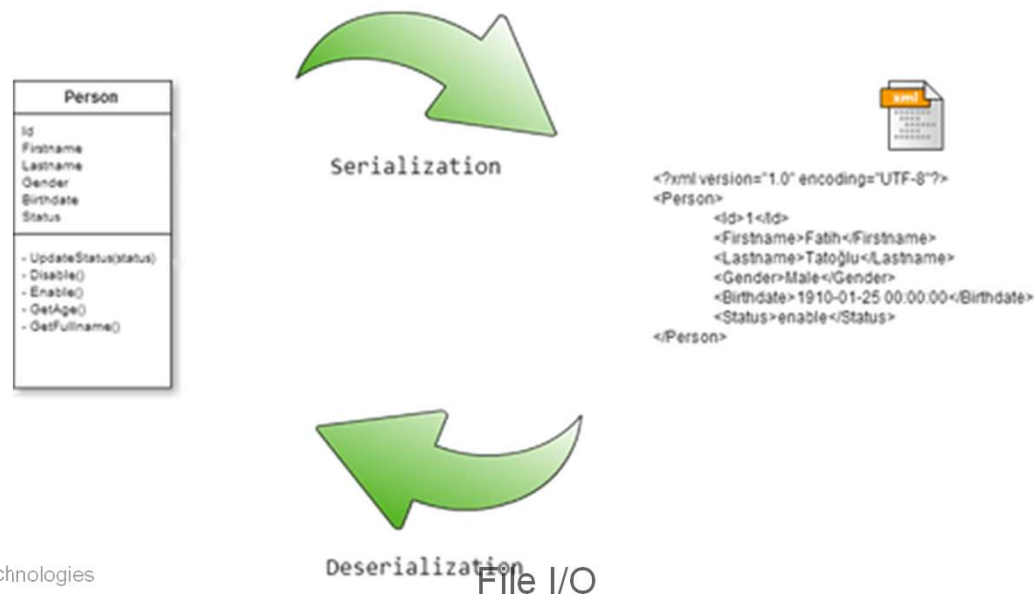 Person
Id
Firstname
Lastname
Gender
Birthdate
Status
- UpdateStatus(status)
- Disable()
- Enable()
- GetAge()
- GetFullname()
Serialization
xml
<?xml version="1.0" encoding="UTF-8"?>
<Person>
<Id>1</Id>
<Firstname>Fatih</Firstname>
<Lastname>Tatoğlu</Lastname>
<Gender>Male</Gender>
<Birthdate>1910-01-25 00:00:00</Birthdate>
<Status>enable</Status>
</Person>
Deserialization
chnologies
File I/O